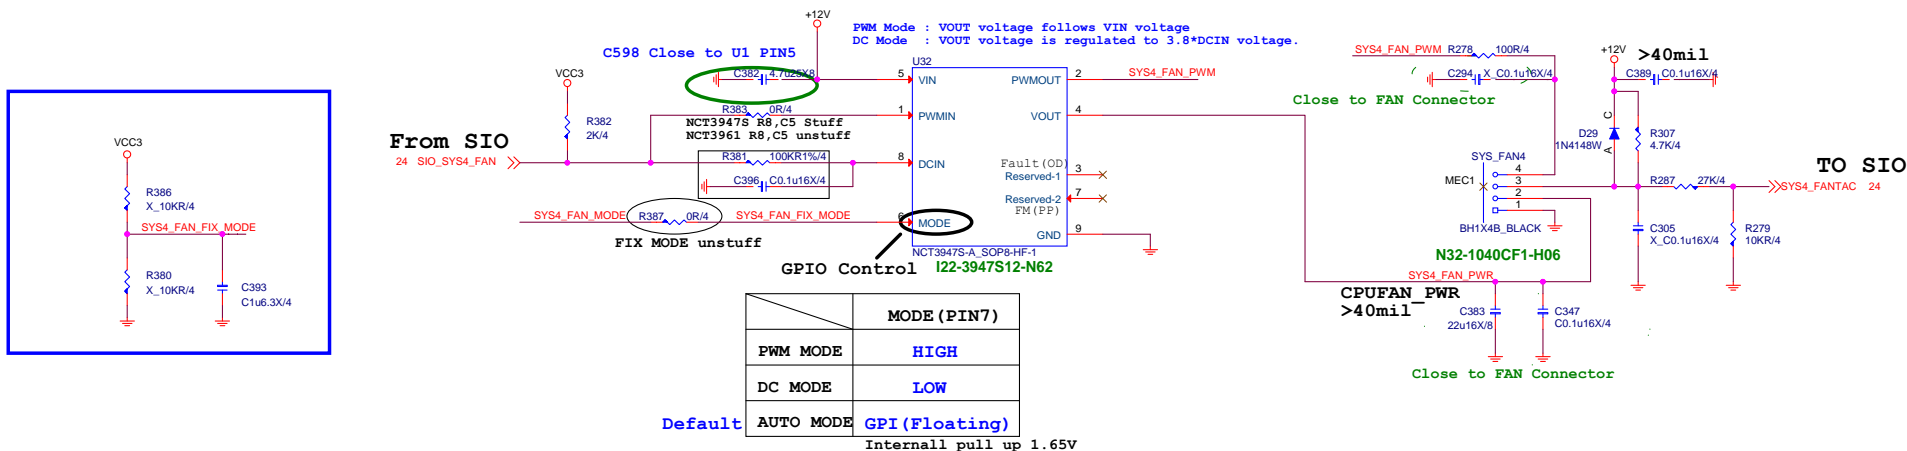 VCC3
R386
X_10KR/4
SYS4_FAN_FIX_MODE
R380
X_10KR/4
C393
C1u6.3X/4
+12V
PWM Mode : VOUT voltage follows VIN voltage
DC Mode : VOUT voltage is regulated to 3.8*DCIN voltage.
C598 Close to U1 PIN5
VCC3
C382 4.7u25X8
R382
2K/4
R383 0R/4
NCT3947S R8,C5 Stuff
NCT3961 R8,C5 unstuff
From SIO
24 SIO_SYS4_FAN
R381 100KR1%/4
C396 C0.1u16X/4
SYS4_FAN_MODE R387 0R/4 SYS4_FAN_FIX_MODE
FIX MODE unstuff
GPIO Control
U32
5 VIN PWMOUT 2 SYS4_FAN_PWM
1 PWMIN VOUT 4
8 DCIN
Fault(OD)
Reserved-1 3
Reserved-2 7
FM(PP)
6 MODE
GND 9
NCT3947S-A_SOP8-HF-1
I22-3947S12-N62
MODE(PIN7)
PWM MODE HIGH
DC MODE LOW
Default AUTO MODE GPI(Floating)
Internall pull up 1.65V
SYS4_FAN_PWM R278 100R/4
C294 X_C0.1u16X/4
Close to FAN Connector
+12V
>40mil
C389 C0.1u16X/4
C
D29
1N4148W
A
R307
4.7K/4
SYS_FAN4
MEC1
4
3
2
1
BH1X4B_BLACK
N32-1040CF1-H06
R287 27K/4
TO SIO
SYS4_FANTAC 24
C305
X_C0.1u16X/4
R279
10KR/4
SYS4_FAN_PWR
CPUFAN_PWR
>40mil
C383
22u16X/8
C347
C0.1u16X/4
Close to FAN Connector